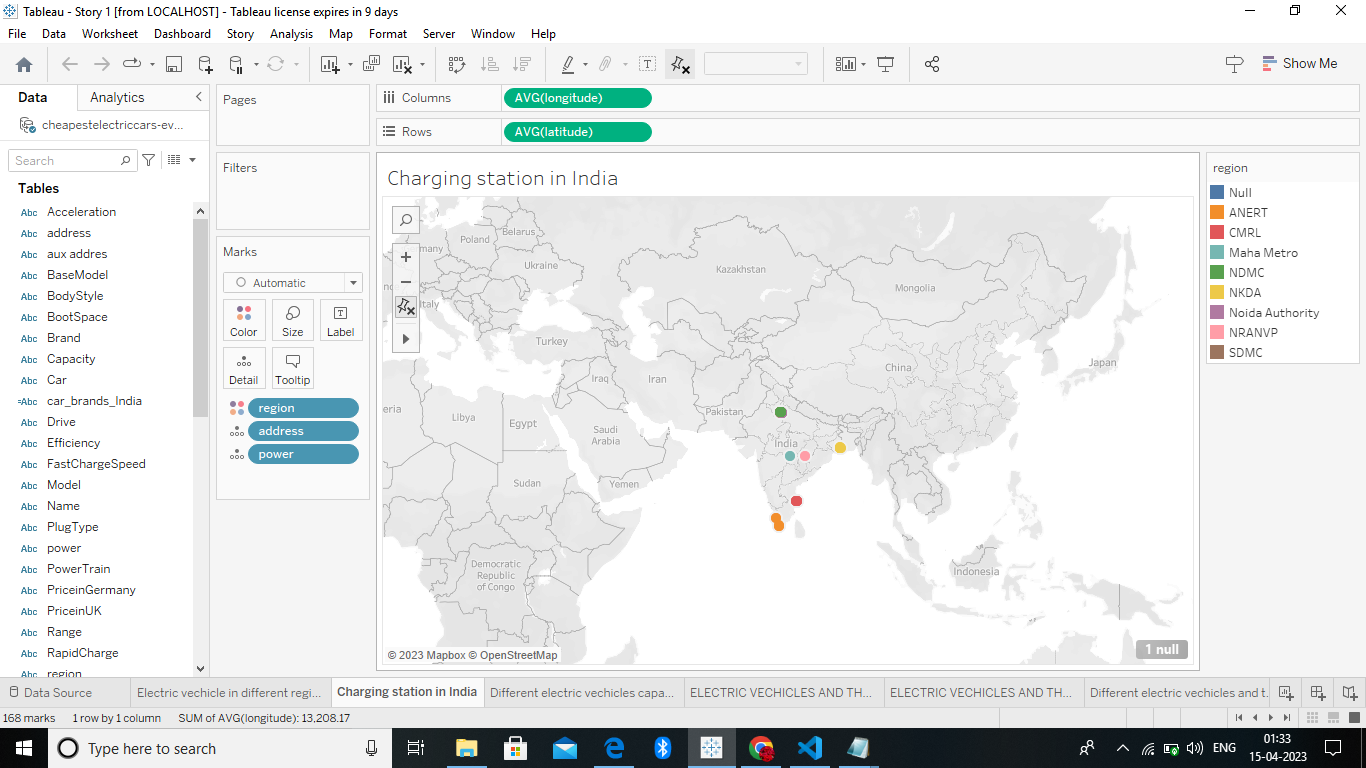 Tableau - Story 1 [from LOCALHOST] - Tableau license expires in 9 days
File Data Worksheet Dashboard Story Analysis Map Format Server Window Help
Show Me
Data Analytics
cheapestelectriccars-ev...
Search
Tables
Abc Acceleration
Abc address
Abc aux addres
Abc BaseModel
Abc BodyStyle
Abc BootSpace
Abc Brand
Abc Capacity
Abc Car
=Abc car_brands_India
Abc Drive
Abc Efficiency
Abc FastChargeSpeed
Abc Model
Abc Name
Abc PlugType
Abc power
Abc PowerTrain
Abc PriceinGermany
Abc PriceinUK
Abc Range
Abc RapidCharge
Abc region
Pages
Filters
Marks
Automatic
Color Size Label
Detail Tooltip
region
address
power
Columns AVG(longitude)
Rows AVG(latitude)
Charging station in India
Belarus
Poland
Ukraine
Kazakhstan
Mongolia
Italy
Turkey
Japan
China
Iraq
Iran
Pakistan
Libya
Egypt
Saudi
Arabia
India
Sudan
Yemen
Democratic
Republic
of Congo
Indonesia
© 2023 Mapbox © OpenStreetMap
1 null
region
Null
ANERT
CMRL
Maha Metro
NDMC
NKDA
Noida Authority
NRANVP
SDMC
Data Source Electric vechicle in different regi... Charging station in India Different electric vechicles capa... ELECTRIC VECHICLES AND TH... ELECTRIC VECHICLES AND TH... Different electric vechicles and t...
168 marks 1 row by 1 column SUM of AVG(longitude): 13,208.17
Type here to search
ENG
01:33
15-04-2023